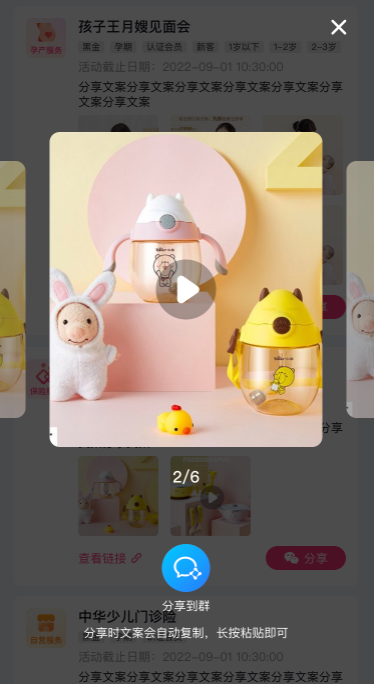 孩子王月嫂见面会
孕产服务
黑金 孕期 认证会员 新客 1岁以下 1-2岁 2-3岁
活动截止日期：2022-09-01 10:30:00
分享文案分享文案分享文案分享文案分享文案分享
文案分享文案
2/6
查看链接
分享
分享到群
中华少儿门诊险
自营服务
分享时文案会自动复制，长按粘贴即可
活动截止日期：2022-09-01 10:30:00
分享文案分享文案分享文案分享文案分享文案分享